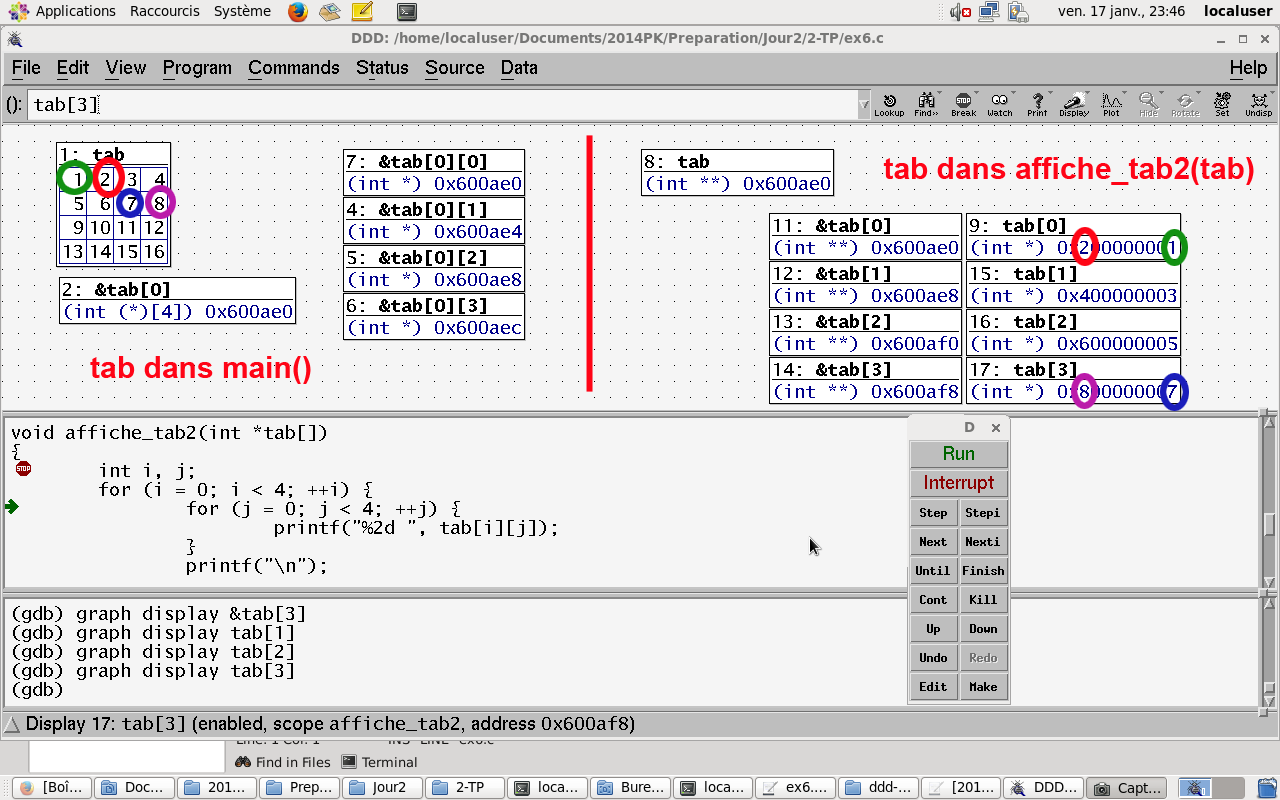 Applications Raccourcis Système ven. 17 janv., 23:46 localuser
DDD: /home/localuser/Documents/2014PK/Preparation/Jour2/2-TP/ex6.c
File Edit View Program Commands Status Source Data Help
(): tab[3]
Lookup Find>> Break Watch Print Display Plot Hide Rotate Set Undisp
1: tab
1 2 3 4
5 6 7 8
9 10 11 12
13 14 15 16
2: &tab[0]
(int (*)[4]) 0x600ae0
tab dans main()
7: &tab[0][0]
(int *) 0x600ae0
4: &tab[0][1]
(int *) 0x600ae4
5: &tab[0][2]
(int *) 0x600ae8
6: &tab[0][3]
(int *) 0x600aec
8: tab
(int **) 0x600ae0
tab dans affiche_tab2(tab)
11: &tab[0]
(int **) 0x600ae0
12: &tab[1]
(int **) 0x600ae8
13: &tab[2]
(int **) 0x600af0
14: &tab[3]
(int **) 0x600af8
9: tab[0]
(int *) 0x200000001
15: tab[1]
(int *) 0x400000003
16: tab[2]
(int *) 0x600000005
17: tab[3]
(int *) 0x800000007
void affiche_tab2(int *tab[])
{
STOP
int i, j;
for (i = 0; i < 4; ++i) {
for (j = 0; j < 4; ++j) {
printf("%2d ", tab[i][j]);
}
printf("\n");
D
Run
Interrupt
Step Stepi
Next Nexti
Until Finish
Cont Kill
Up Down
Undo Redo
Edit Make
(gdb) graph display &tab[3]
(gdb) graph display tab[1]
(gdb) graph display tab[2]
(gdb) graph display tab[3]
(gdb)
Display 17: tab[3] (enabled, scope affiche_tab2, address 0x600af8)
Line: 1 Col: 1 INS LINE ex6.c
Find in Files Terminal
[Boî... Doc... 201... Prep... Jour2 2-TP loca... Bure... loca... ex6.... ddd-... [201... DDD... Capt...